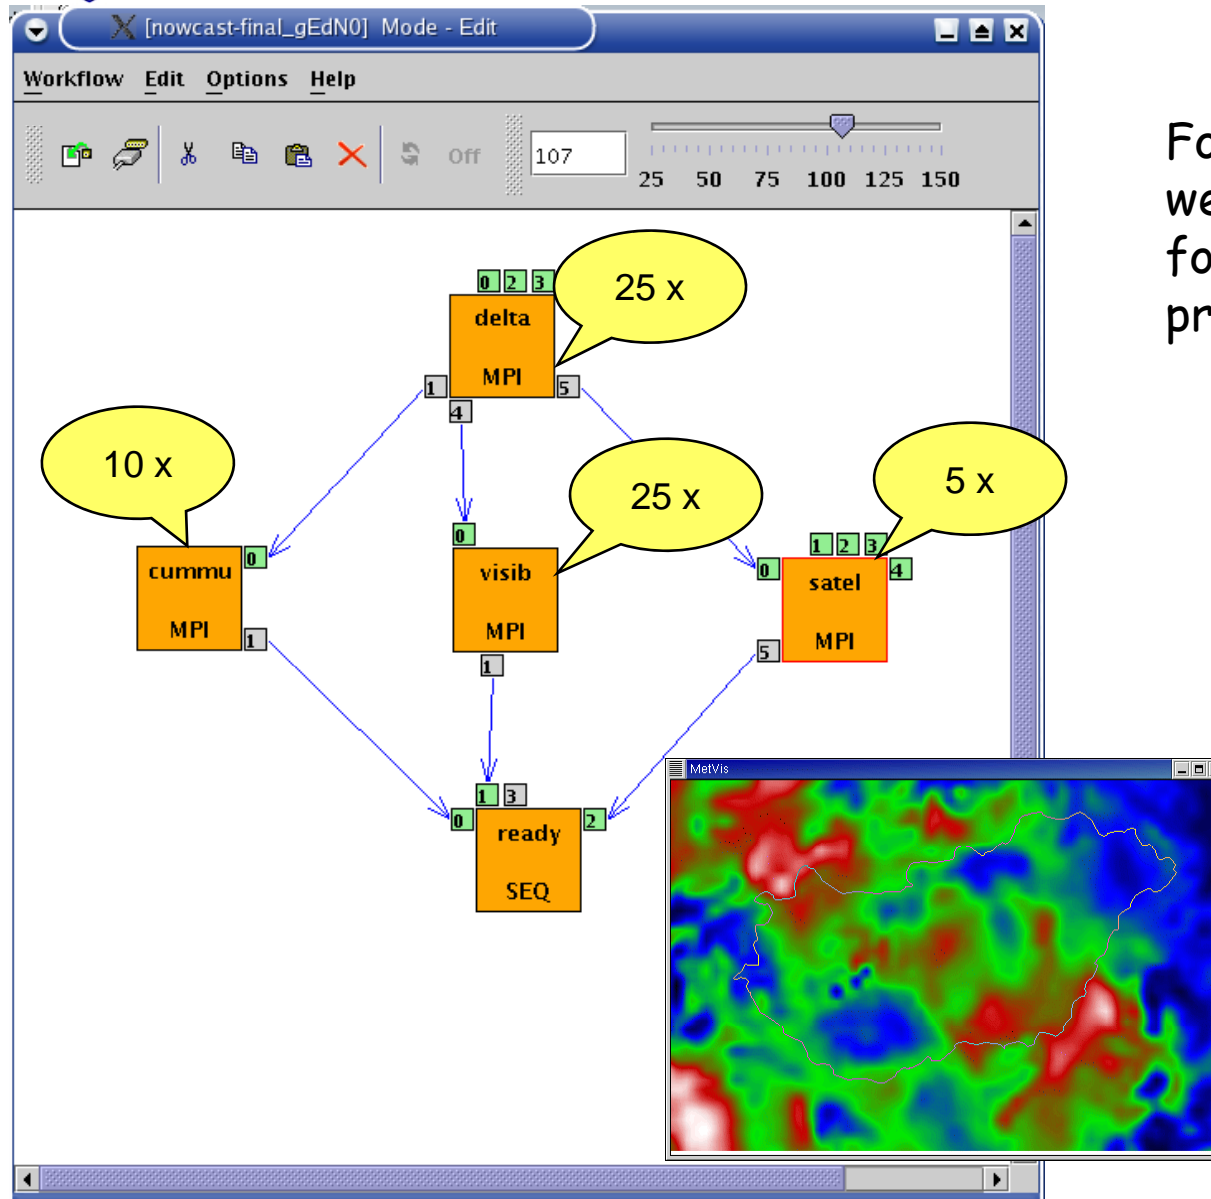 [nowcast-final_gEdN0] Mode - Edit
Workflow Edit Options Help
Off 107
25 50 75 100 125 150
0 2 3
25 x
delta
MPI
1 5
4
10 x
25 x
5 x
0
1 2 3
0
0 4
cummu
visib
satel
MPI
MPI
MPI
1
1
5
1 3
0 2
ready
SEQ
MetVis
Fo
we
fo
pr